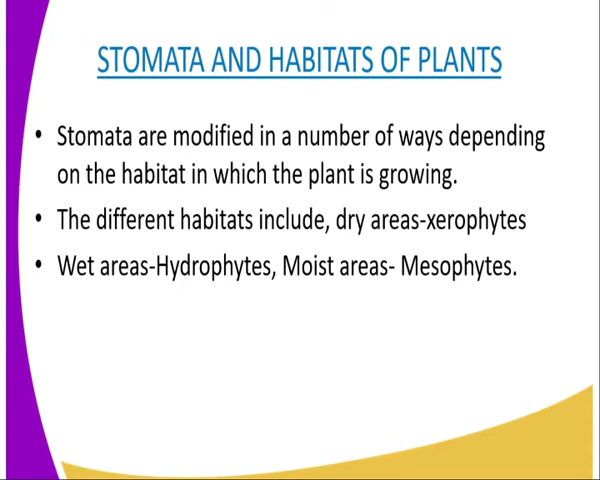 STOMATA AND HABITATS OF PLANTS
• Stomata are modified in a number of ways depending
on the habitat in which the plant is growing.
• The different habitats include, dry areas-xerophytes
• Wet areas-Hydrophytes, Moist areas- Mesophytes.